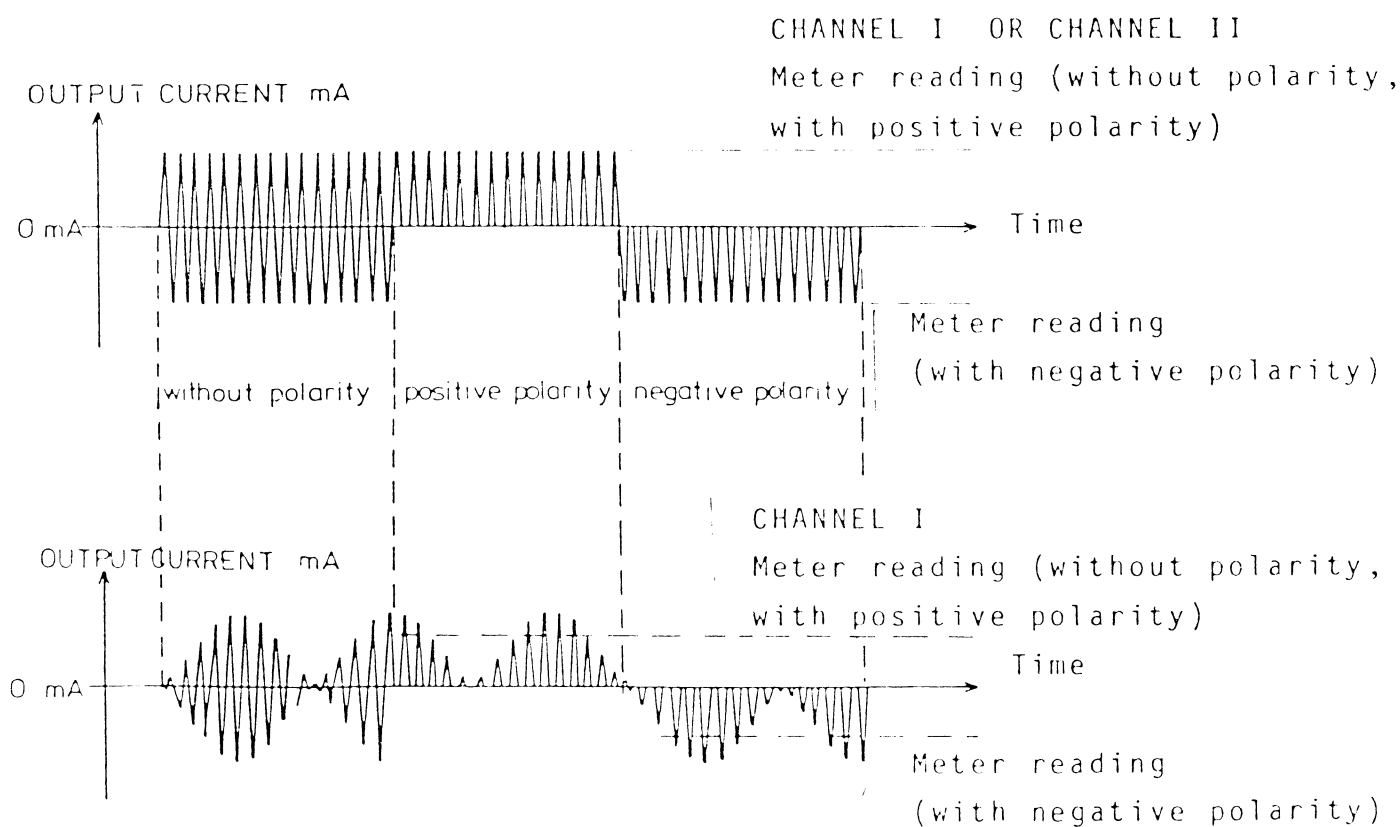 CHANNEL I OR CHANNEL II
Meter reading (without polarity,
with positive polarity)
OUTPUT CURRENT mA
0 mA
Time
Meter reading
(with negative polarity)
without polarity
positive polarity
negative polarity
CHANNEL I
Meter reading (without polarity,
with positive polarity)
OUTPUT CURRENT mA
0 mA
Time
Meter reading
(with negative polarity)